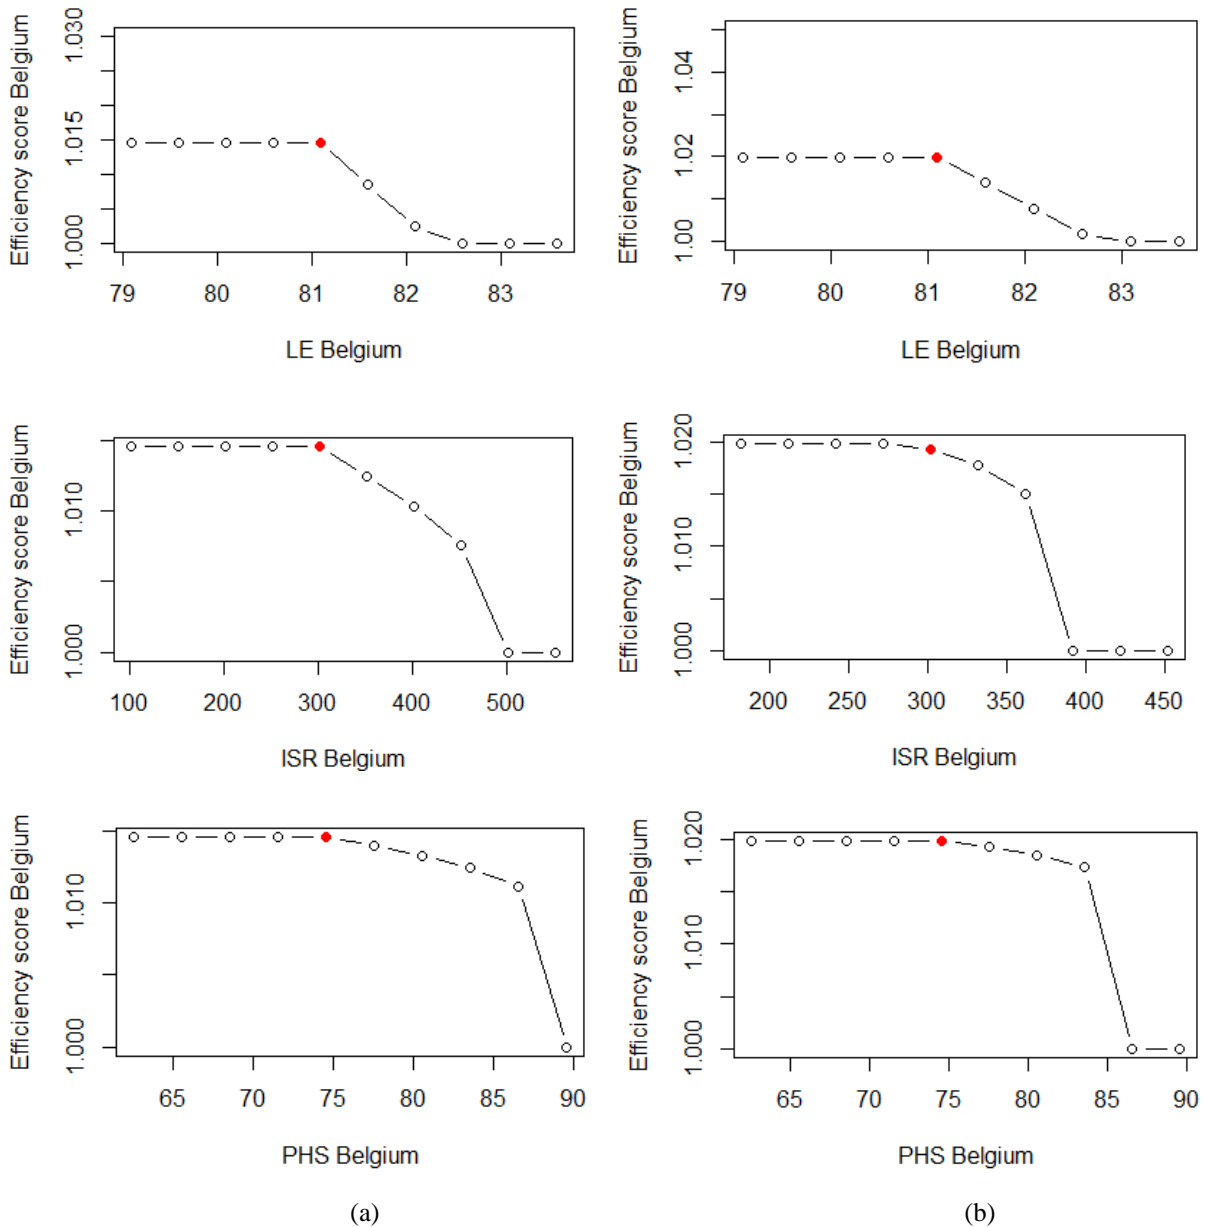 Efficiency score Belgium
1.000 1.015 1.030
79 80 81 82 83
LE Belgium
Efficiency score Belgium
1.00 1.02 1.04
79 80 81 82 83
LE Belgium
Efficiency score Belgium
1.000 1.010
100 200 300 400 500
ISR Belgium
Efficiency score Belgium
1.000 1.010 1.020
200 250 300 350 400 450
ISR Belgium
Efficiency score Belgium
1.000 1.010
65 70 75 80 85 90
PHS Belgium
Efficiency score Belgium
1.000 1.010 1.020
65 70 75 80 85 90
PHS Belgium
(a)
(b)